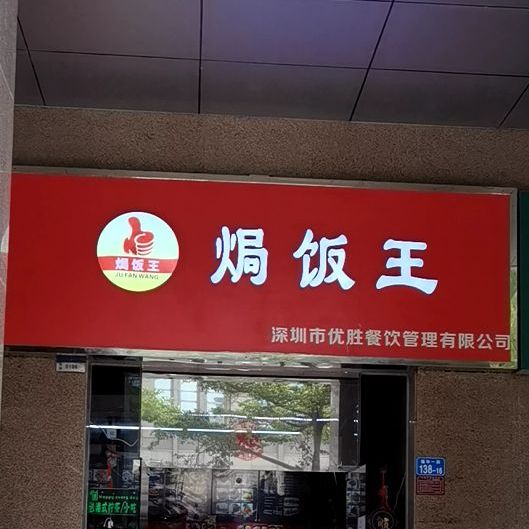 焗饭王
焗饭王
JU FAN WANG
深圳市优胜餐饮管理有限公司
138-16